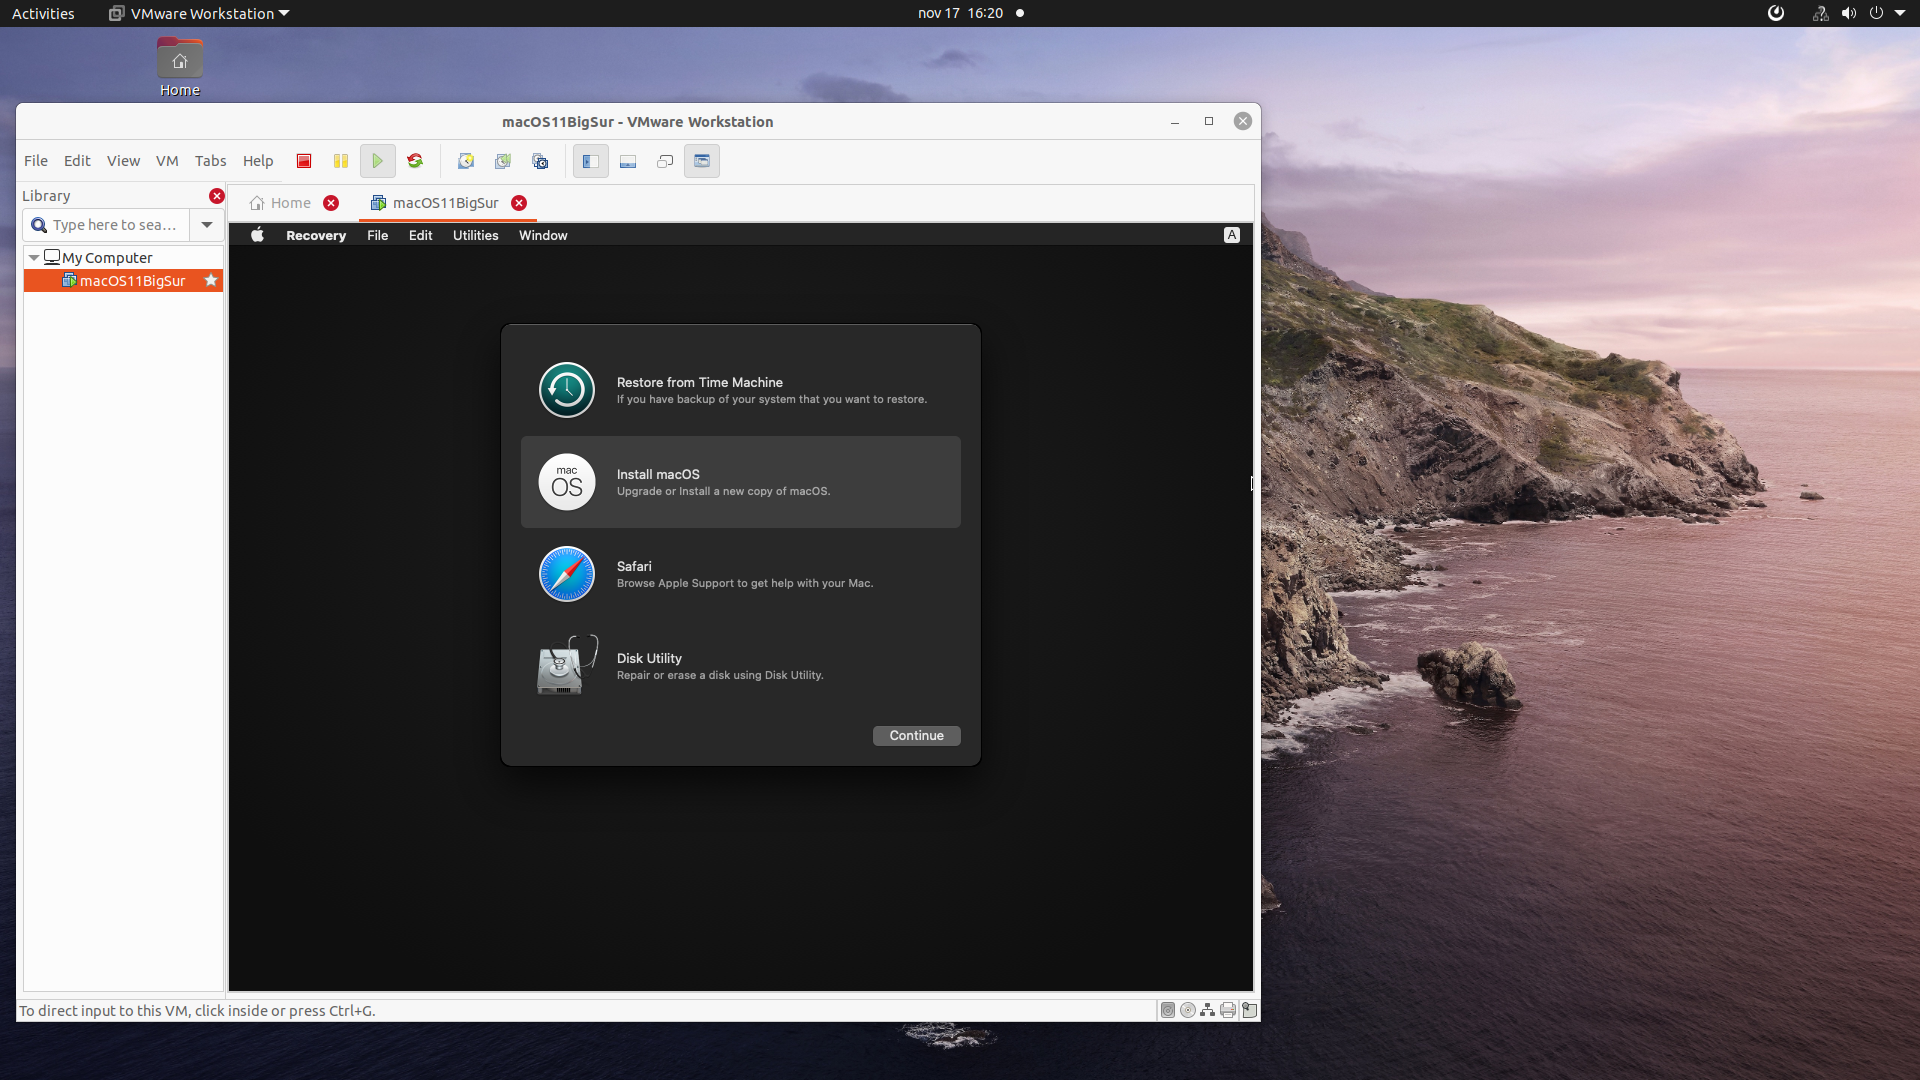 Activities
VMware Workstation
nov 17 16:20
Home
macOS11BigSur - VMware Workstation
File Edit View VM Tabs Help
Library
Type here to sea...
My Computer
macOS11BigSur
Home
macOS11BigSur
Recovery File Edit Utilities Window
A
Restore from Time Machine
If you have backup of your system that you want to restore.
mac
OS
Install macOS
Upgrade or Install a new copy of macOS.
Safari
Browse Apple Support to get help with your Mac.
Disk Utility
Repair or erase a disk using Disk Utility.
Continue
To direct input to this VM, click inside or press Ctrl+G.